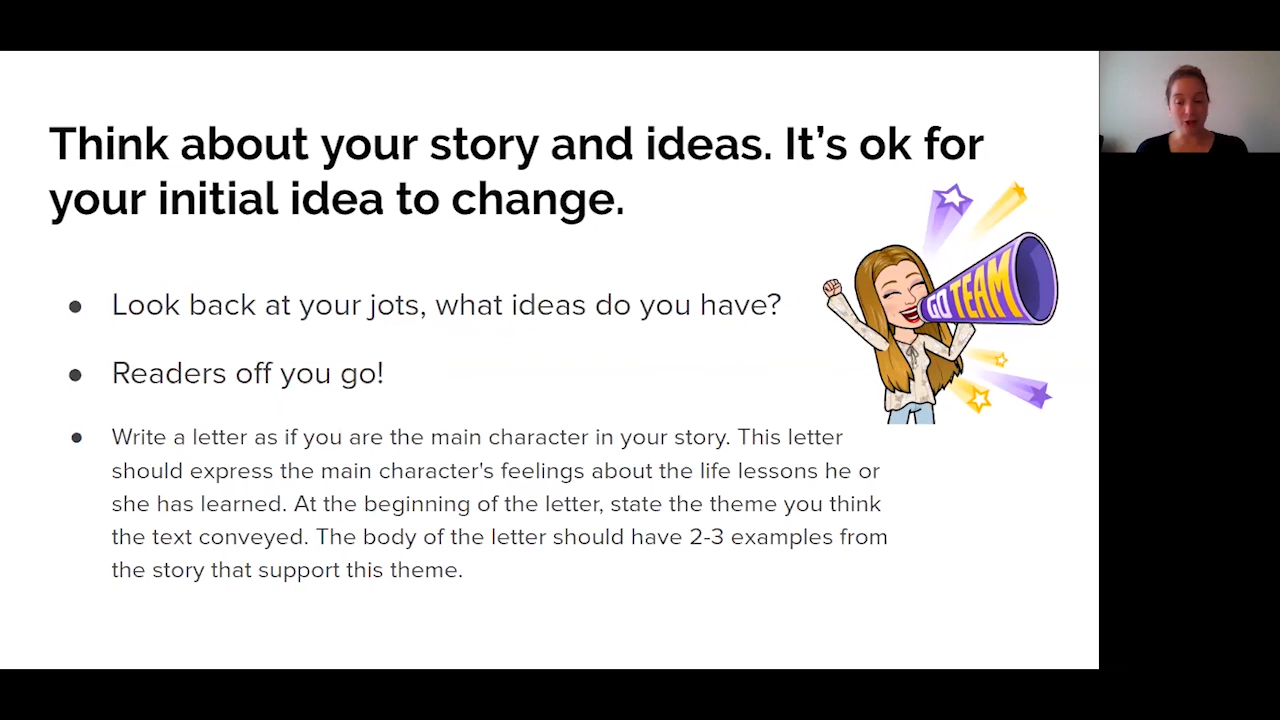 Think about your story and ideas. It’s ok for
your initial idea to change.
● Look back at your jots, what ideas do you have?
● Readers off you go!
● Write a letter as if you are the main character in your story. This letter
should express the main character's feelings about the life lessons he or
she has learned. At the beginning of the letter, state the theme you think
the text conveyed. The body of the letter should have 2-3 examples from
the story that support this theme.
GO TEAM